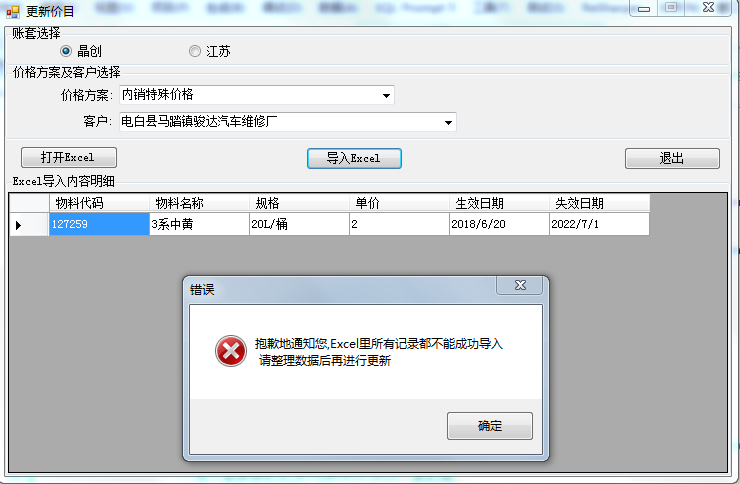 更新价目
账套选择
晶创 江苏
价格方案及客户选择
价格方案: 内销特殊价格
客户: 电白县马踏镇骏达汽车维修厂
打开Excel 导入Excel 退出
Excel导入内容明细
物料代码 物料名称 规格 单价 生效日期 失效日期
127259 3系中黄 20L/桶 2 2018/6/20 2022/7/1
错误
抱歉地通知您,Excel里所有记录都不能成功导入
请整理数据后再进行更新
确定